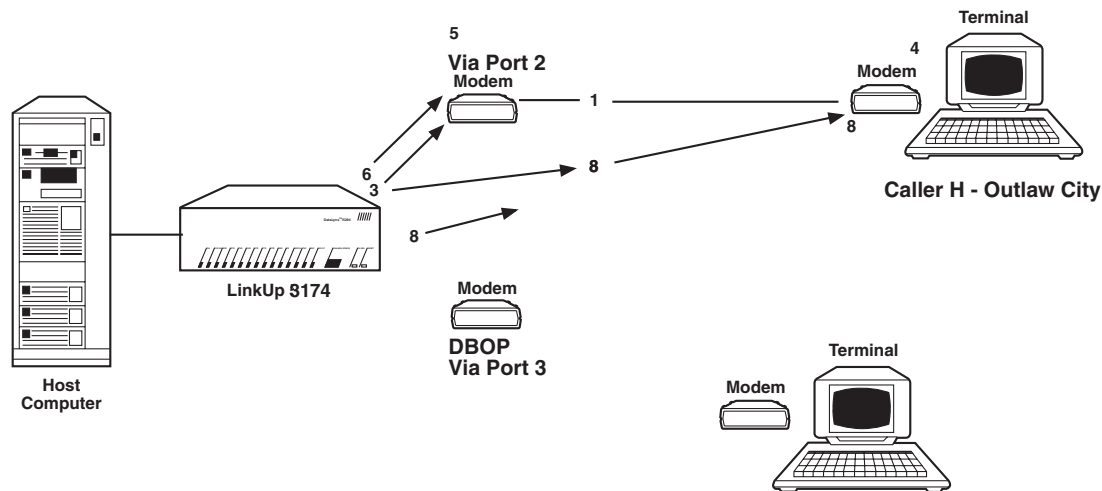 Terminal
5
4
Via Port 2
Modem
Modem
1
8
8
6
3
Caller H - Outlaw City
8
LinkUp 3174
Modem
DBOP
Via Port 3
Terminal
Host
Computer
Modem